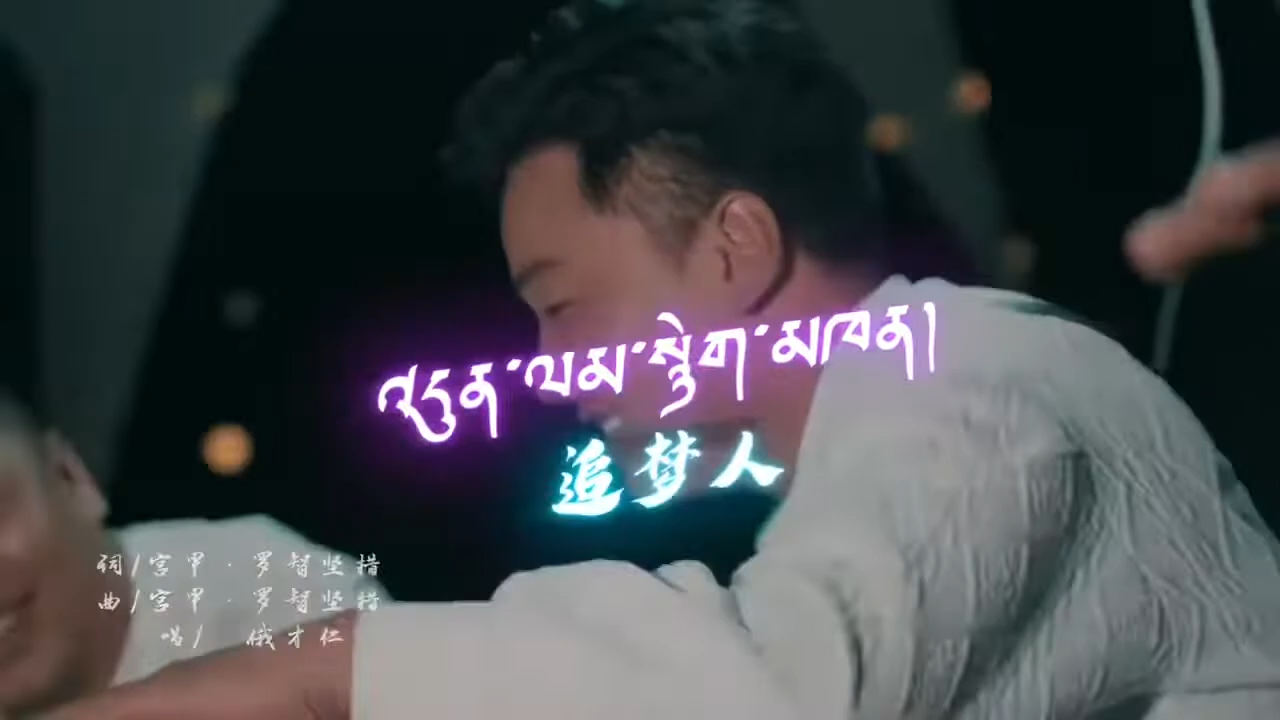 འདུན་ལམ་སྙེག་མཁན།
追梦人
词/宫甲·罗智坚措
曲/宫甲·罗智坚措
唱/ 俄才仁